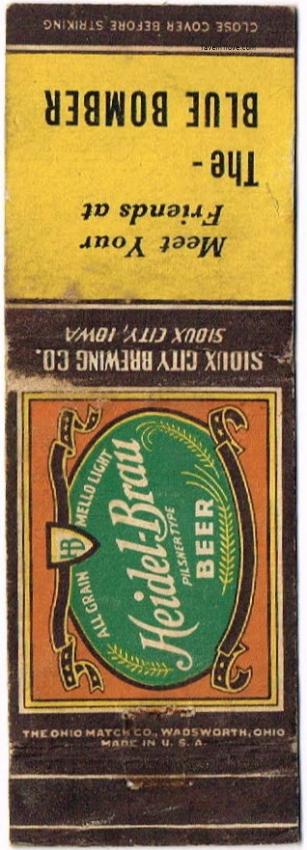 CLOSE COVER BEFORE STRIKING
Meet Your
Friends at
The-
BLUE BOMBER
SIOUX CITY BREWING CO.
SIOUX CITY, IOWA
ALL GRAIN MELLO LIGHT
HB
Heidel-Brau
PILSNER TYPE
BEER
THE OHIO MATCH CO., WADSWORTH, OHIO
MADE IN U.S.A.